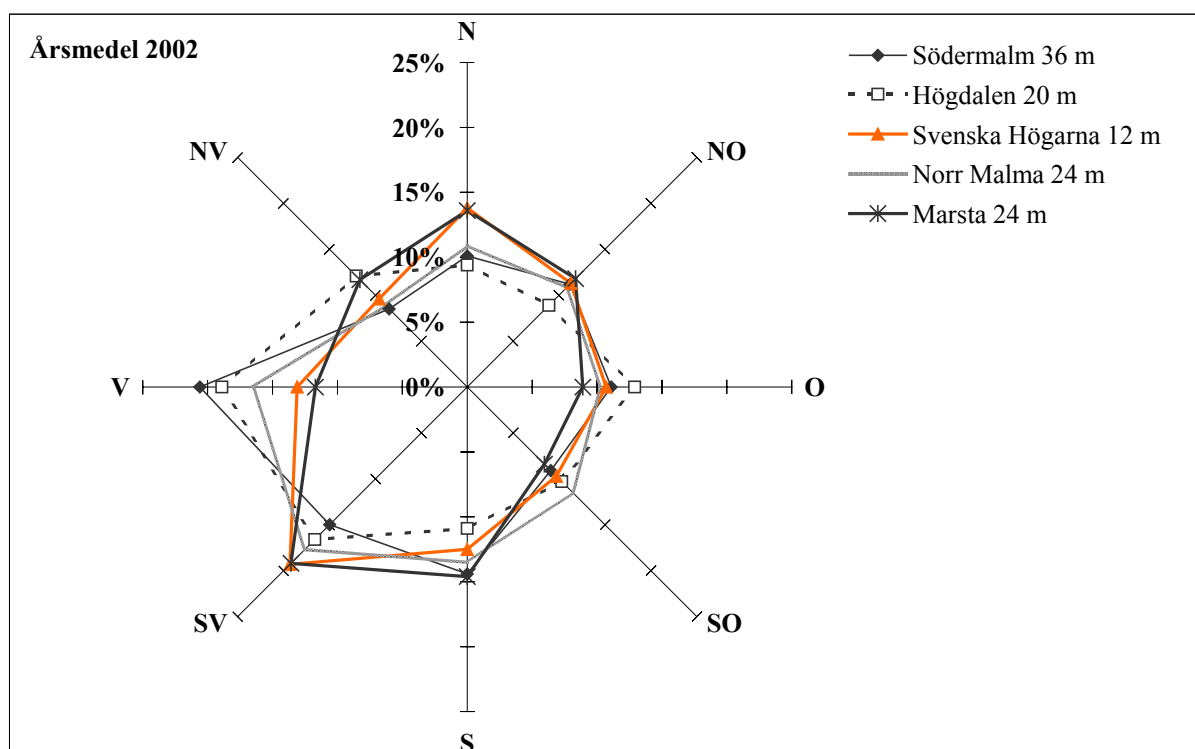 Årsmedel 2002
N
25%
20%
15%
10%
5%
0%
NV
NO
V
O
SV
SO
S
Södermalm 36 m
Högdalen 20 m
Svenska Högarna 12 m
Norr Malma 24 m
Marsta 24 m